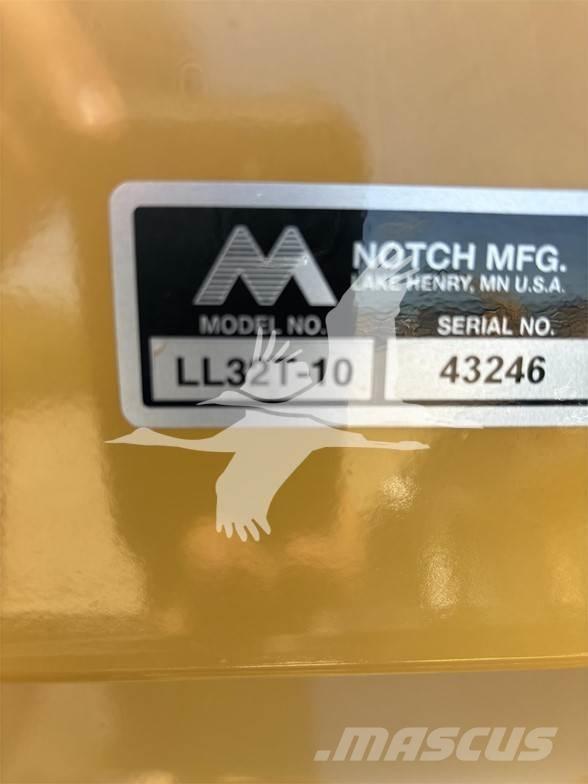 NOTCH MFG.
LAKE HENRY, MN U.S.A.
MODEL NO. SERIAL NO.
LL32T-10 43246
MASCUS